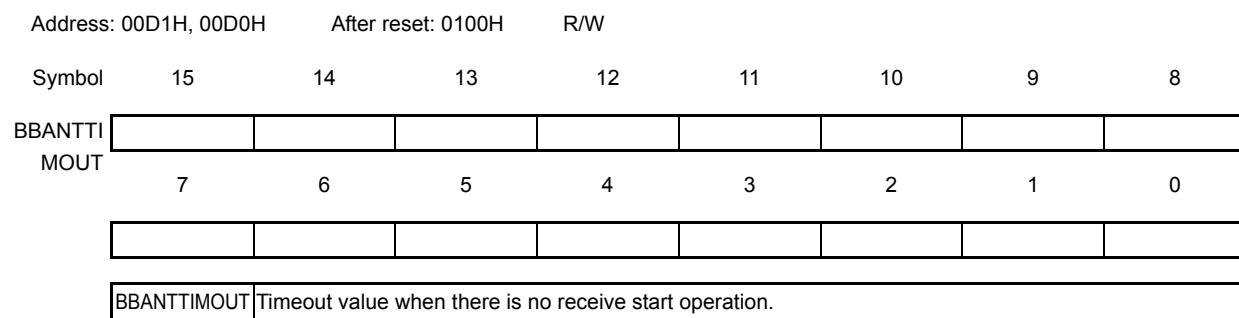 Address: 00D1H, 00D0H After reset: 0100H R/W
Symbol 15 14 13 12 11 10 9 8
BBANTTI
MOUT
7 6 5 4 3 2 1 0
BBANTTIMOUT Timeout value when there is no receive start operation.